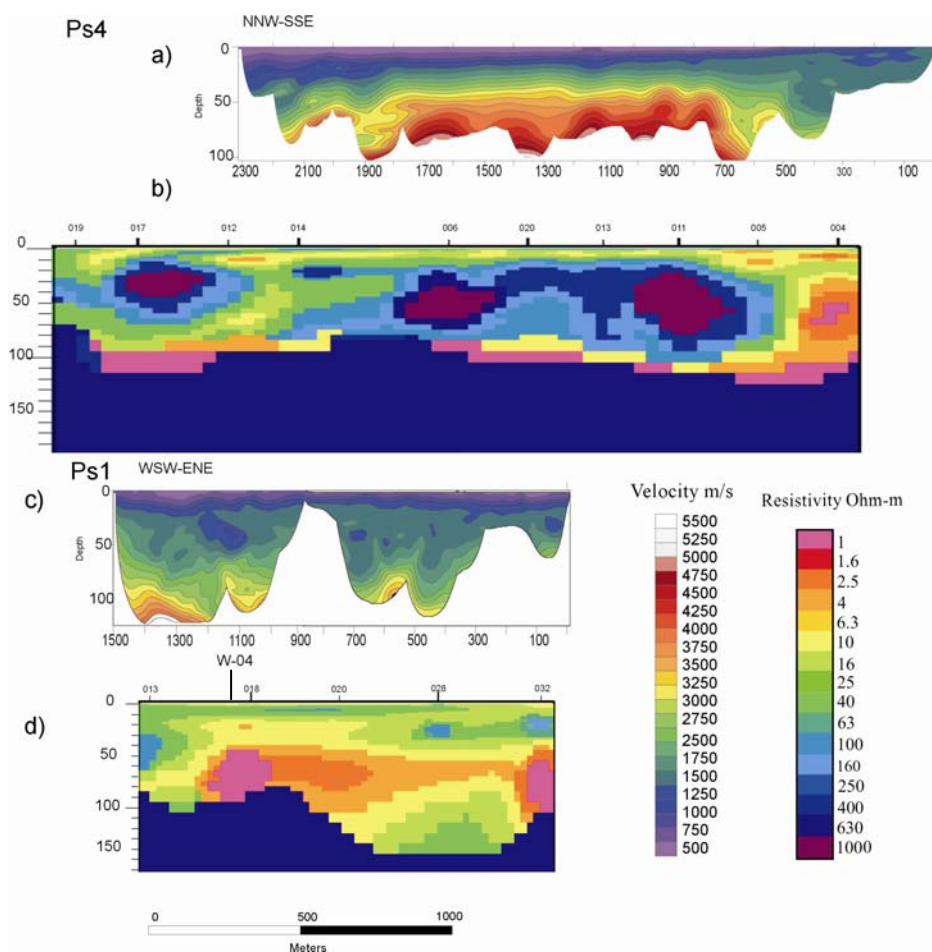 Ps4
NNW-SSE
a)
0
50
100
Depth
2300 2100 1900 1700 1500 1300 1100 900 700 500 300 100
b)
019 017 012 014 006 020 013 011 005 004
0
50
100
150
Ps1
WSW-ENE
c)
0
50
100
Depth
1500 1300 1100 900 700 500 300 100
W-04
013 018 020 028 032
d)
0
50
100
150
Velocity m/s
5500
5250
5000
4750
4500
4250
4000
3750
3500
3250
3000
2750
2500
2250
2000
1750
1500
1250
1000
750
500
Resistivity Ohm-m
1
1.6
2.5
4
6.3
10
16
25
40
63
100
160
250
400
630
1000
0 500 1000
Meters